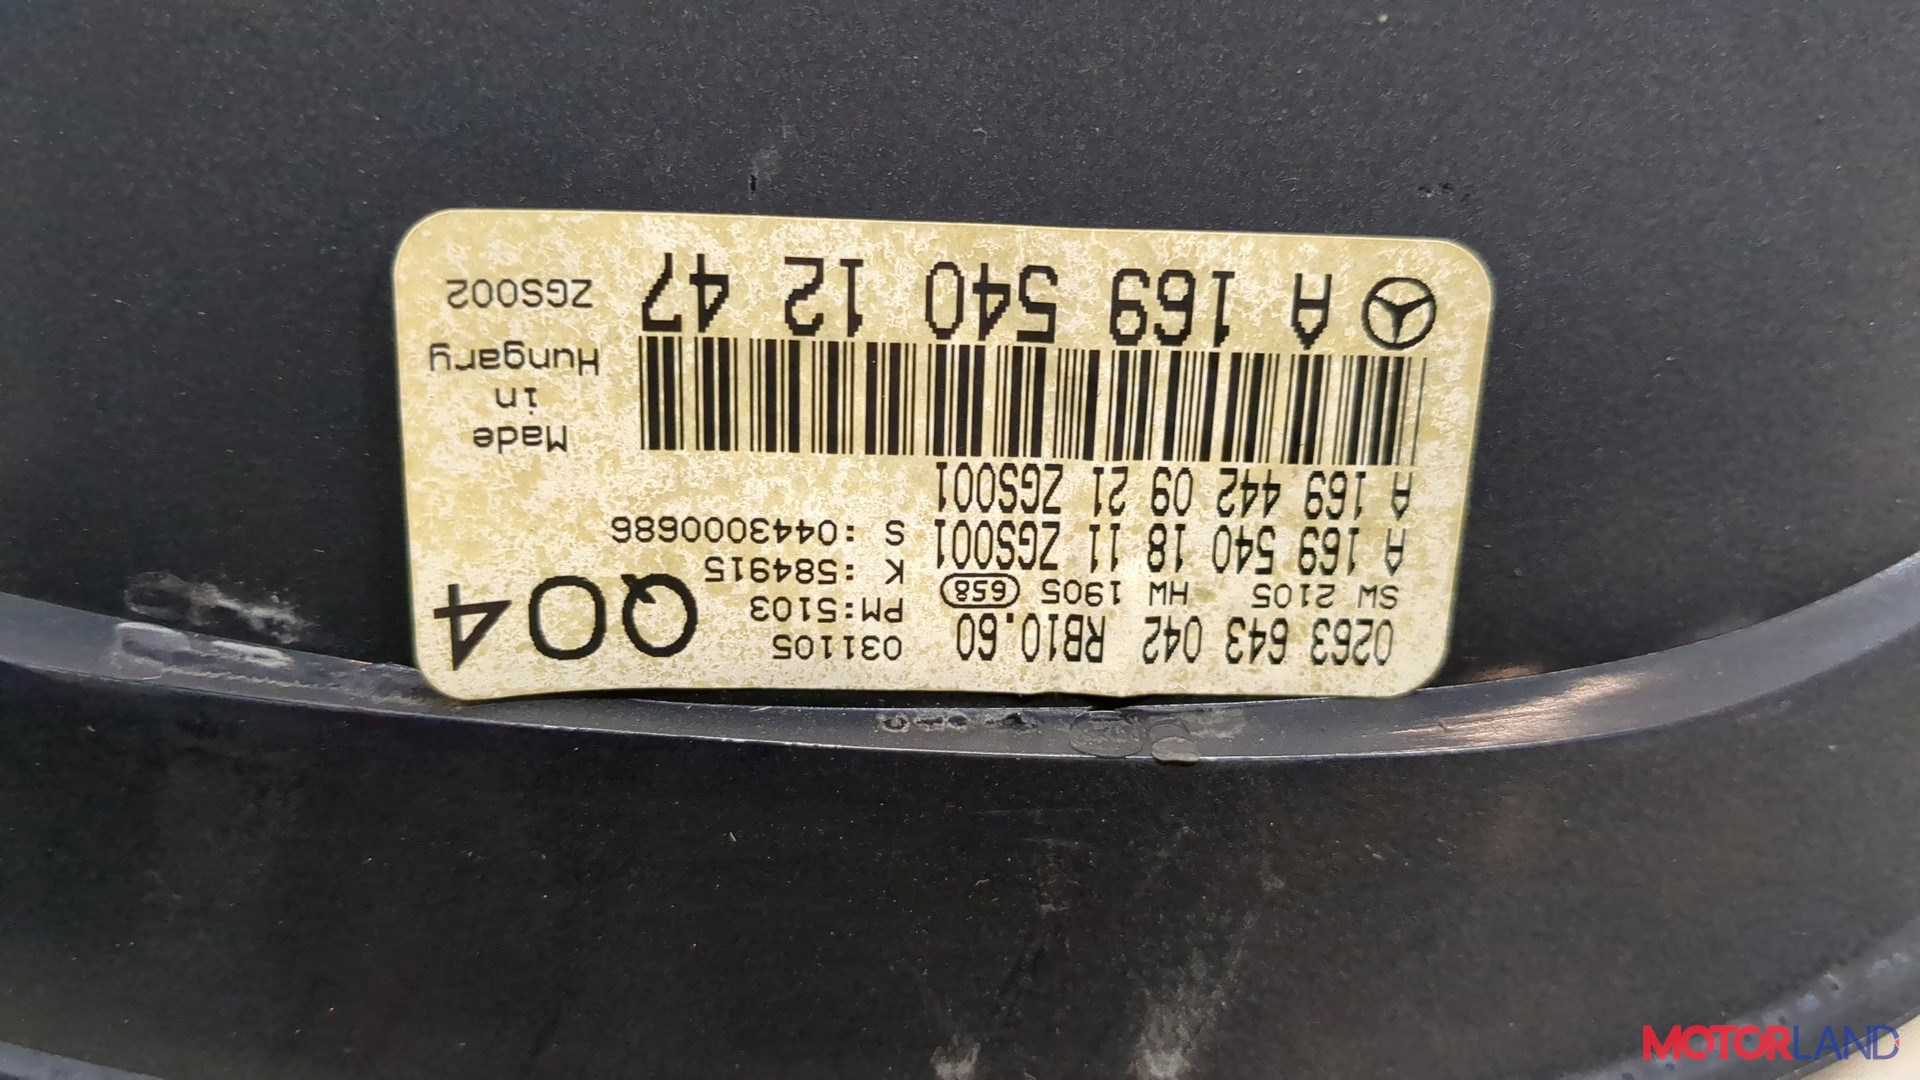 0263 643 042 RB10.60 031105
SW 2105 HW 1905 658 PM:5103 Q04
A 169 540 18 11 ZGS001 K :584915
A 169 442 09 21 ZGS001 S :0443000686
Made
in
Hungary
A 169 540 12 47 ZGS002
MOTORLAND